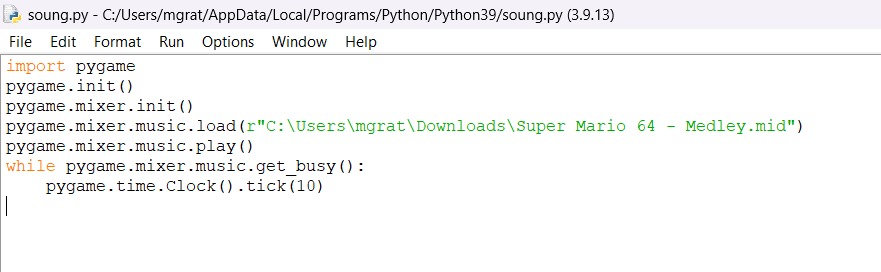 soung.py - C:/Users/mgrat/AppData/Local/Programs/Python/Python39/soung.py (3.9.13)
File Edit Format Run Options Window Help
import pygame
pygame.init()
pygame.mixer.init()
pygame.mixer.music.load(r"C:\Users\mgrat\Downloads\Super Mario 64 - Medley.mid")
pygame.mixer.music.play()
while pygame.mixer.music.get_busy():
    pygame.time.Clock().tick(10)